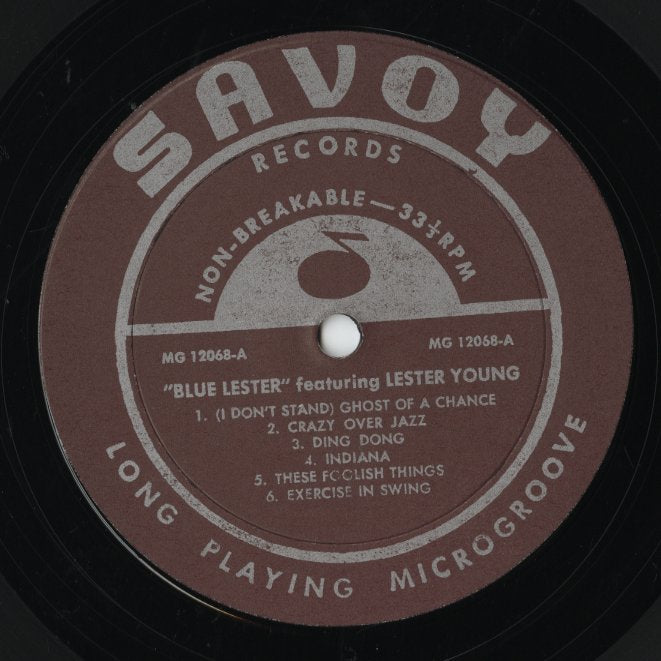 SAVOY
RECORDS
NON-BREAKABLE — 33⅓ RPM
MG 12068-A
MG 12068-A
"BLUE LESTER" featuring LESTER YOUNG
1. (I DON'T STAND) GHOST OF A CHANCE
2. CRAZY OVER JAZZ
3. DING DONG
4. INDIANA
5. THESE FOOLISH THINGS
6. EXERCISE IN SWING
LONG PLAYING MICROGROOVE